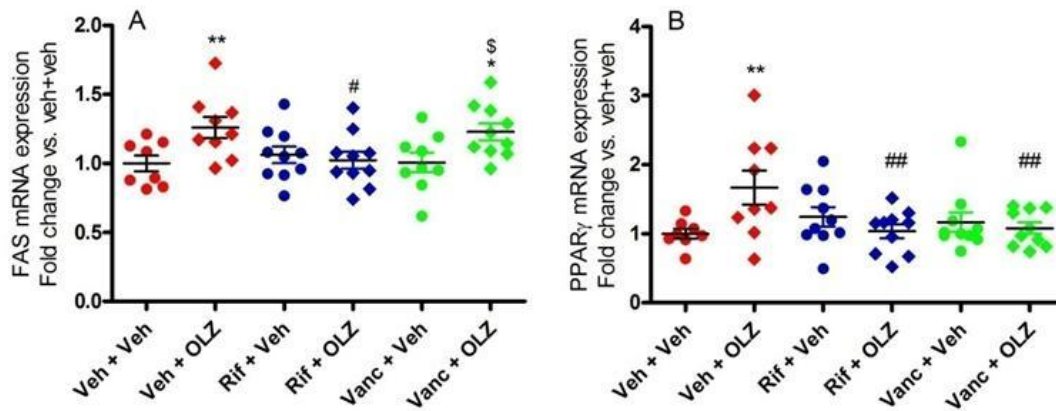 A
FAS mRNA expression
Fold change vs. veh+veh
2.0
1.5
1.0
0.5
0.0
**
#
$
*
Veh + Veh
Veh + OLZ
Rif + Veh
Rif + OLZ
Vanc + Veh
Vanc + OLZ
B
PPARγ mRNA expression
Fold change vs. veh+veh
4
3
2
1
0
**
##
##
Veh + Veh
Veh + OLZ
Rif + Veh
Rif + OLZ
Vanc + Veh
Vanc + OLZ